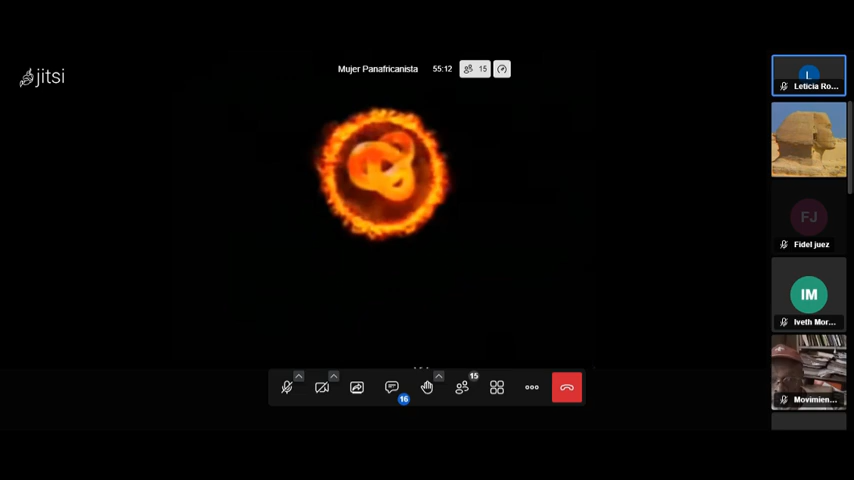 jitsi
Mujer Panafricanista 55:12 15
L
Leticia Ro...
FJ
Fidel juez
IM
Iveth Mor...
Movimien...
15
16